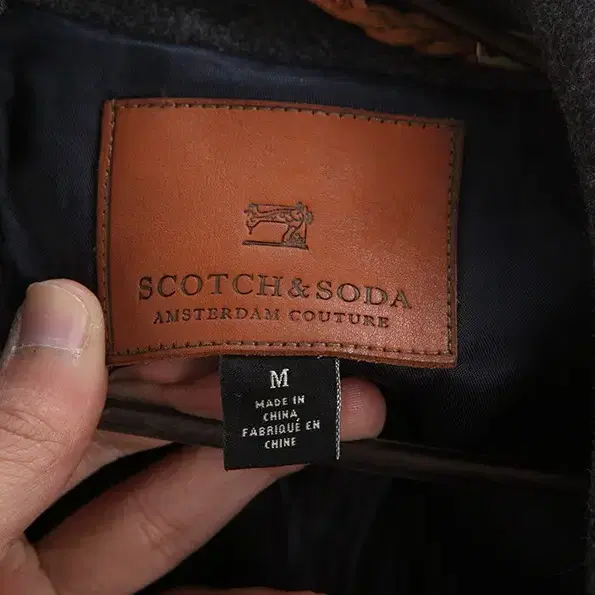 SCOTCH & SODA
AMSTERDAM COUTURE
M
MADE IN
CHINA
FABRIQUÉ EN
CHINE